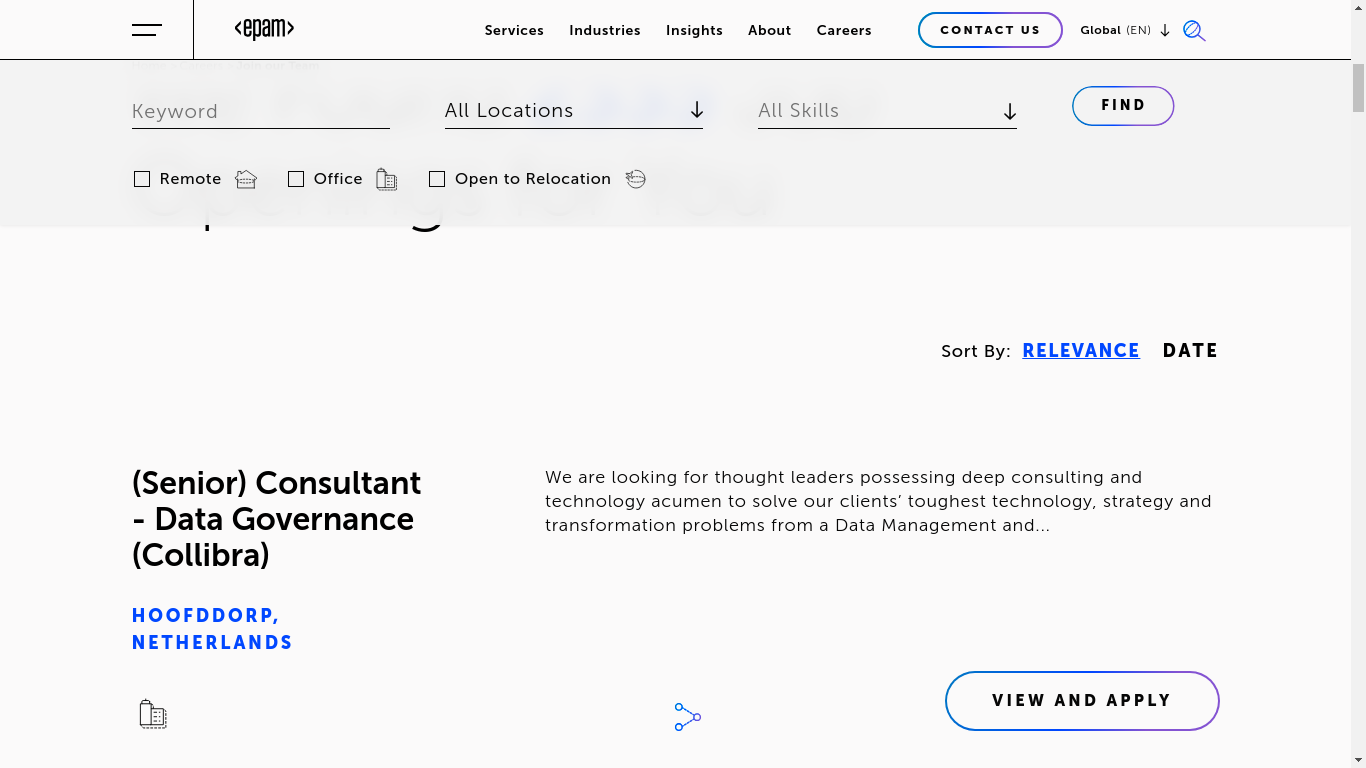 <epam>
Services Industries Insights About Careers
CONTACT US
Global (EN)
Keyword
All Locations
All Skills
FIND
Remote
Office
Open to Relocation
Openings for You
Sort By: RELEVANCE DATE
(Senior) Consultant
- Data Governance
(Collibra)
We are looking for thought leaders possessing deep consulting and
technology acumen to solve our clients’ toughest technology, strategy and
transformation problems from a Data Management and...
HOOFDDORP,
NETHERLANDS
VIEW AND APPLY